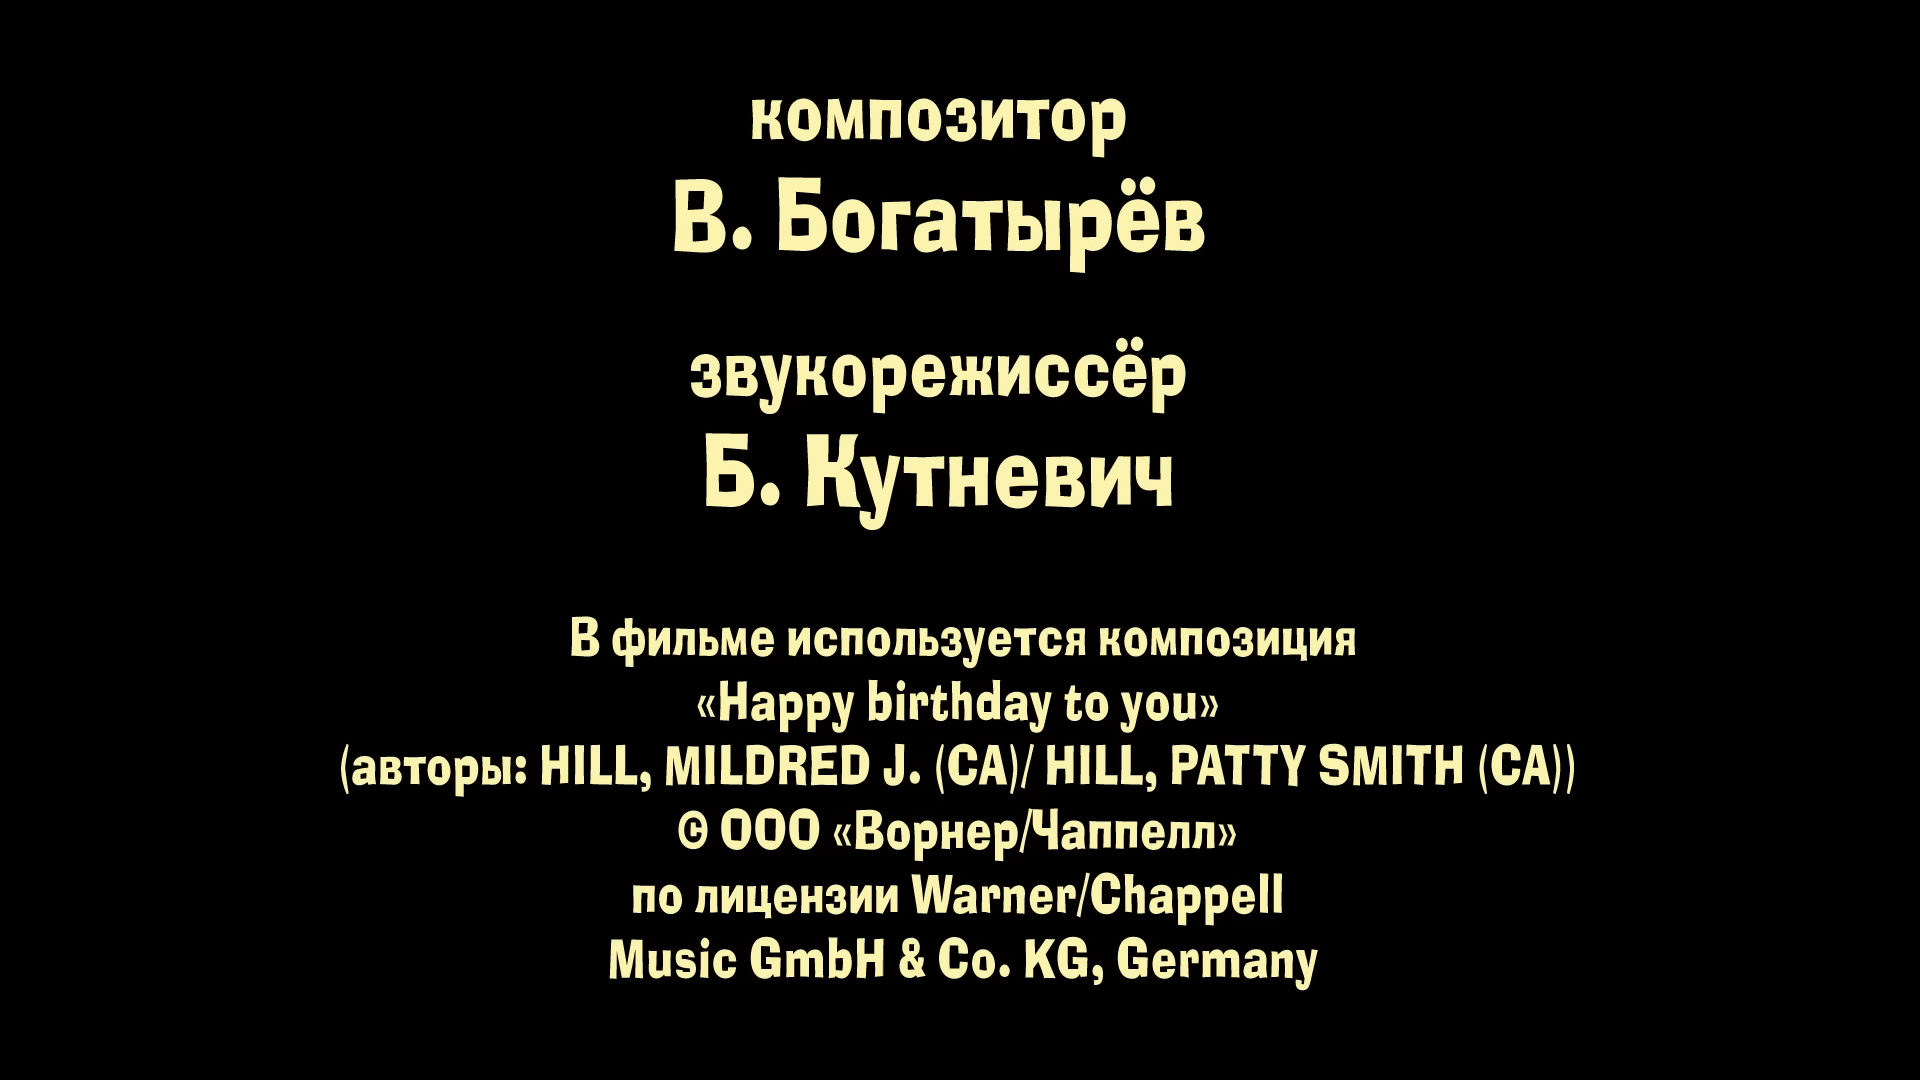 композитор
В. Богатырёв
звукорежиссёр
Б. Кутневич
В фильме используется композиция
«Happy birthday to you»
(авторы: HILL, MILDRED J. (CA)/ HILL, PATTY SMITH (CA))
© ООО «Ворнер/Чаппелл»
по лицензии Warner/Chappell
Music GmbH & Co. KG, Germany